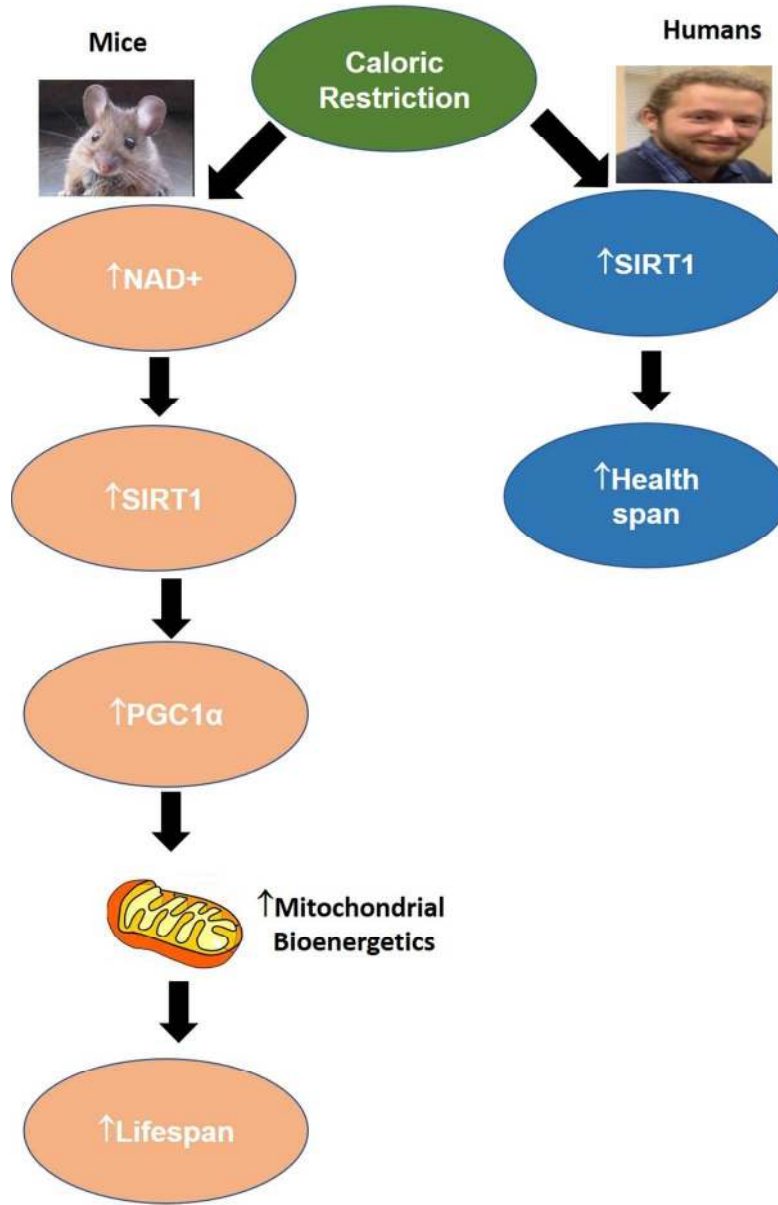 Mice
Caloric
Restriction
Humans
↑NAD+
↑SIRT1
↑PGC1α
↑Mitochondrial
Bioenergetics
↑Lifespan
↑SIRT1
↑Health
span